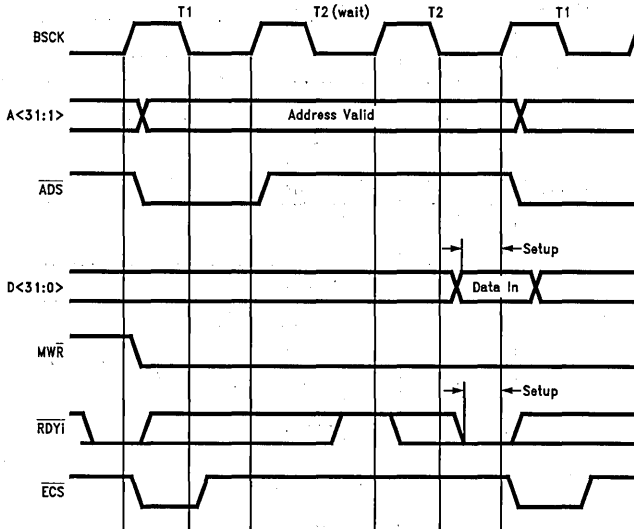 T1 T2 (wait) T2 T1
BSCK
A<31:1> Address Valid
ADS
Setup
D<31:0> Data In
MWR
Setup
RDYi
ECS